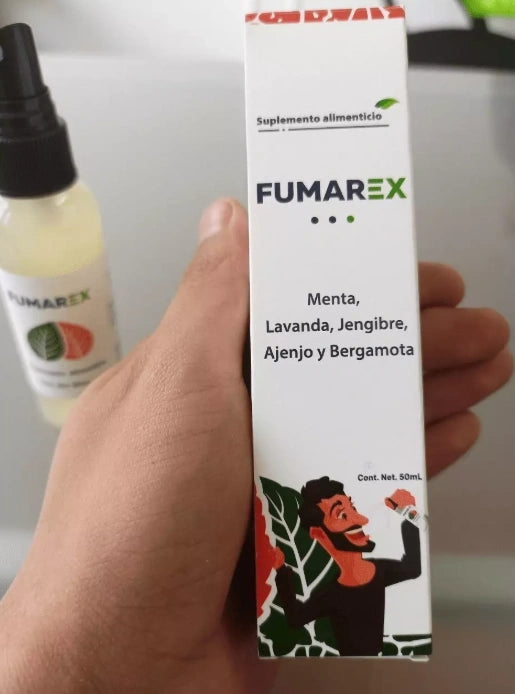 Suplemento alimenticio
FUMAREX
Menta,
Lavanda, Jengibre,
Ajenjo y Bergamota
Cont. Net. 50mL
FUMAREX